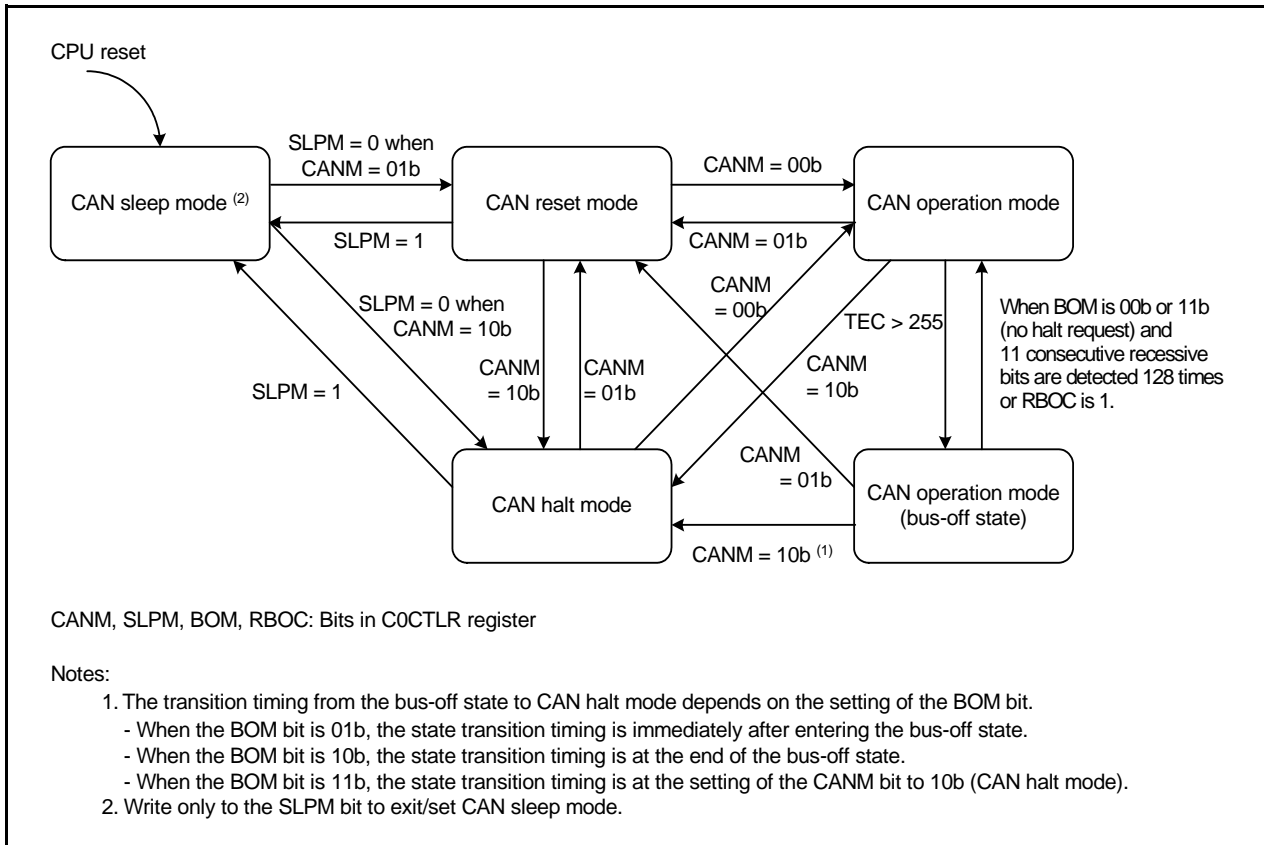 CPU reset
SLPM = 0 when
CANM = 01b
CANM = 00b
CAN sleep mode (2)
CAN reset mode
CAN operation mode
SLPM = 1
CANM = 01b
SLPM = 0 when
CANM = 10b
CANM
= 00b
TEC > 255
When BOM is 00b or 11b
(no halt request) and
11 consecutive recessive
bits are detected 128 times
or RBOC is 1.
SLPM = 1
CANM
= 10b
CANM
= 01b
CANM
= 10b
CANM
= 01b
CAN halt mode
CAN operation mode
(bus-off state)
CANM = 10b (1)
CANM, SLPM, BOM, RBOC: Bits in C0CTLR register
Notes:
1. The transition timing from the bus-off state to CAN halt mode depends on the setting of the BOM bit.
- When the BOM bit is 01b, the state transition timing is immediately after entering the bus-off state.
- When the BOM bit is 10b, the state transition timing is at the end of the bus-off state.
- When the BOM bit is 11b, the state transition timing is at the setting of the CANM bit to 10b (CAN halt mode).
2. Write only to the SLPM bit to exit/set CAN sleep mode.